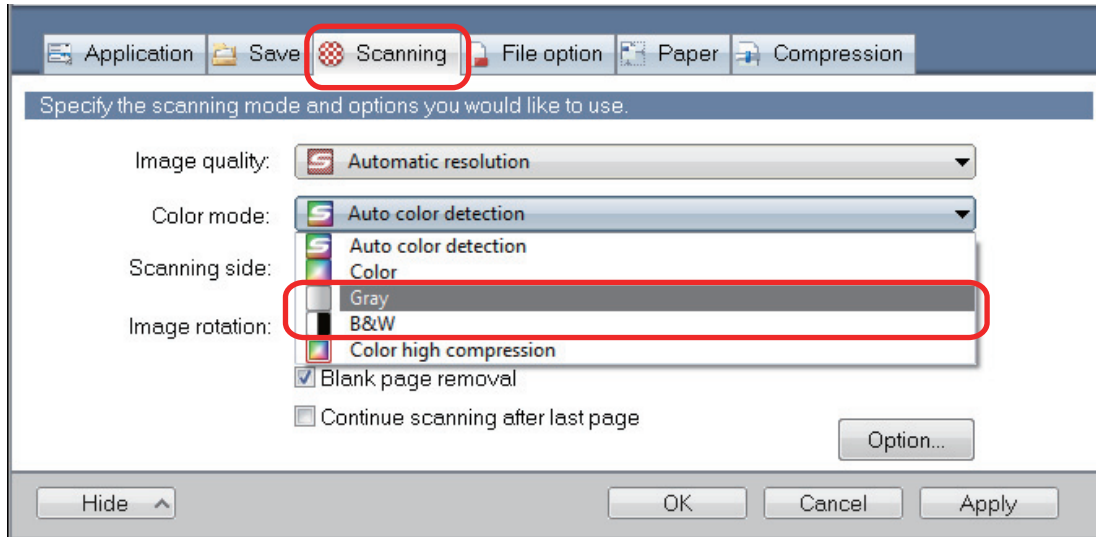 Application Save Scanning File option Paper Compression
Specify the scanning mode and options you would like to use.
Image quality: Automatic resolution
Color mode: Auto color detection
Auto color detection
Scanning side:
Color
Gray
Image rotation:
B&W
Color high compression
Blank page removal
Continue scanning after last page
Option...
Hide OK Cancel Apply